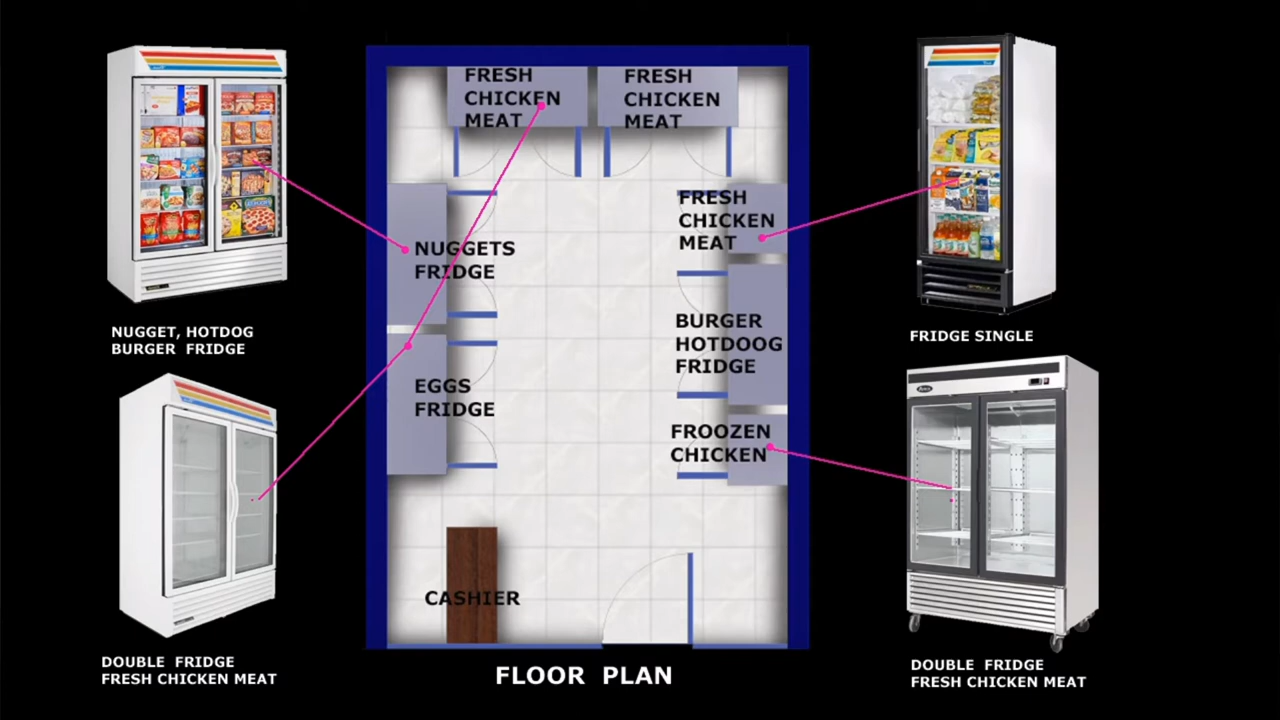 FRESH
CHICKEN
MEAT
FRESH
CHICKEN
MEAT
FRESH
CHICKEN
MEAT
NUGGETS
FRIDGE
BURGER
HOTDOOG
FRIDGE
EGGS
FRIDGE
FROOZEN
CHICKEN
CASHIER
FLOOR PLAN
NUGGET, HOTDOG
BURGER FRIDGE
FRIDGE SINGLE
DOUBLE FRIDGE
FRESH CHICKEN MEAT
DOUBLE FRIDGE
FRESH CHICKEN MEAT